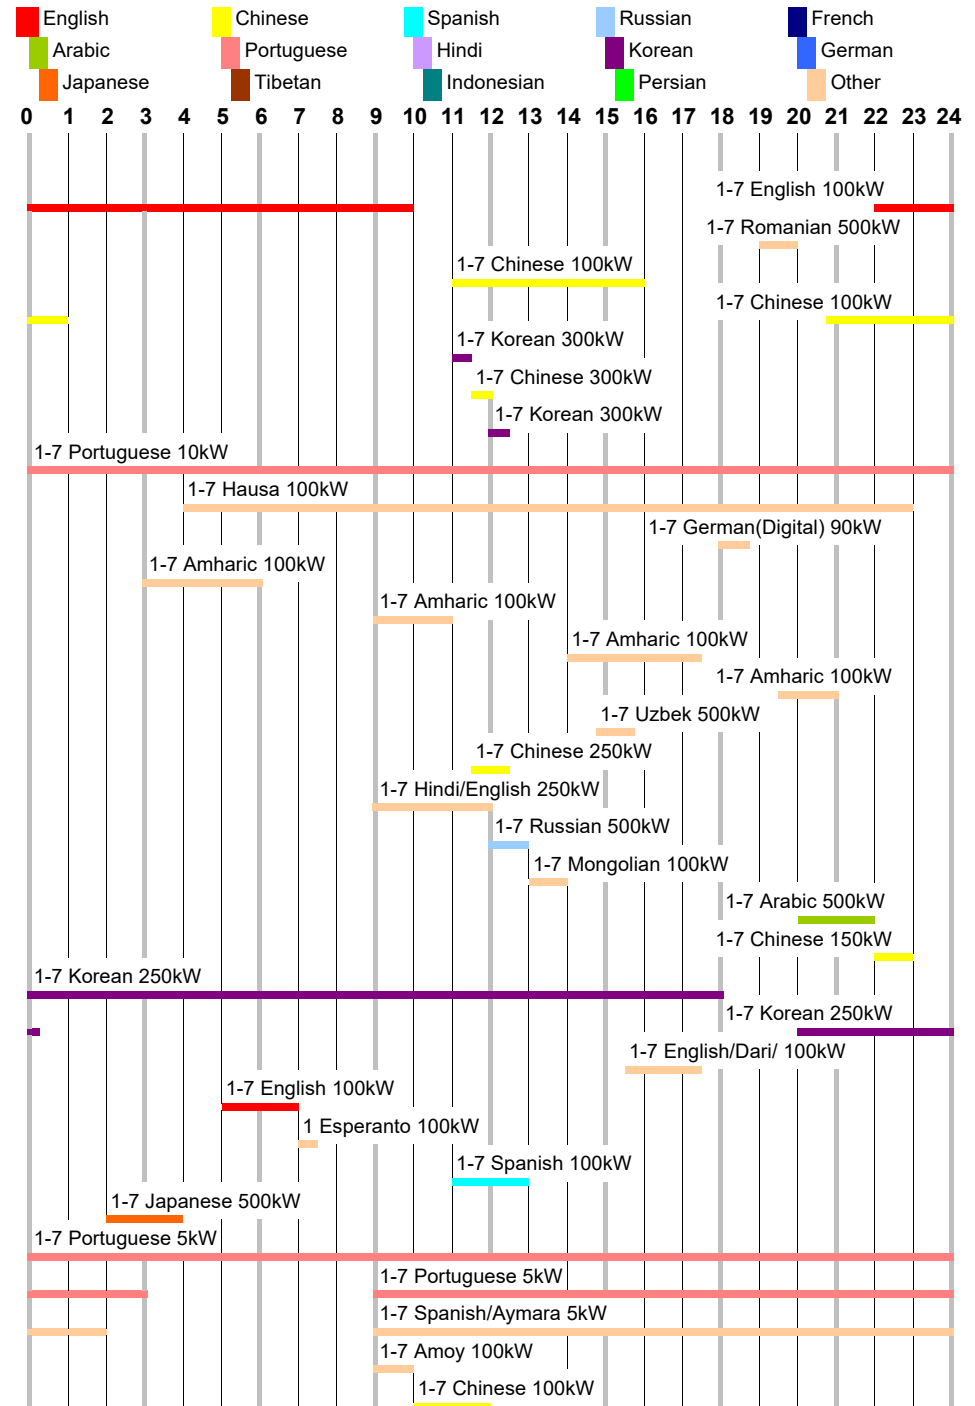 English Chinese Spanish Russian French
Arabic Portuguese Hindi Korean German
Japanese Tibetan Indonesian Persian Other
0 1 2 3 4 5 6 7 8 9 10 11 12 13 14 15 16 17 18 19 20 21 22 23 24
1-7 English 100kW
1-7 Romanian 500kW
1-7 Chinese 100kW
1-7 Chinese 100kW
1-7 Korean 300kW
1-7 Chinese 300kW
1-7 Korean 300kW
1-7 Portuguese 10kW
1-7 Hausa 100kW
1-7 German(Digital) 90kW
1-7 Amharic 100kW
1-7 Amharic 100kW
1-7 Amharic 100kW
1-7 Amharic 100kW
1-7 Uzbek 500kW
1-7 Chinese 250kW
1-7 Hindi/English 250kW
1-7 Russian 500kW
1-7 Mongolian 100kW
1-7 Arabic 500kW
1-7 Chinese 150kW
1-7 Korean 250kW
1-7 Korean 250kW
1-7 English/Dari/ 100kW
1-7 English 100kW
1 Esperanto 100kW
1-7 Spanish 100kW
1-7 Japanese 500kW
1-7 Portuguese 5kW
1-7 Portuguese 5kW
1-7 Spanish/Aymara 5kW
1-7 Amoy 100kW
1-7 Chinese 100kW